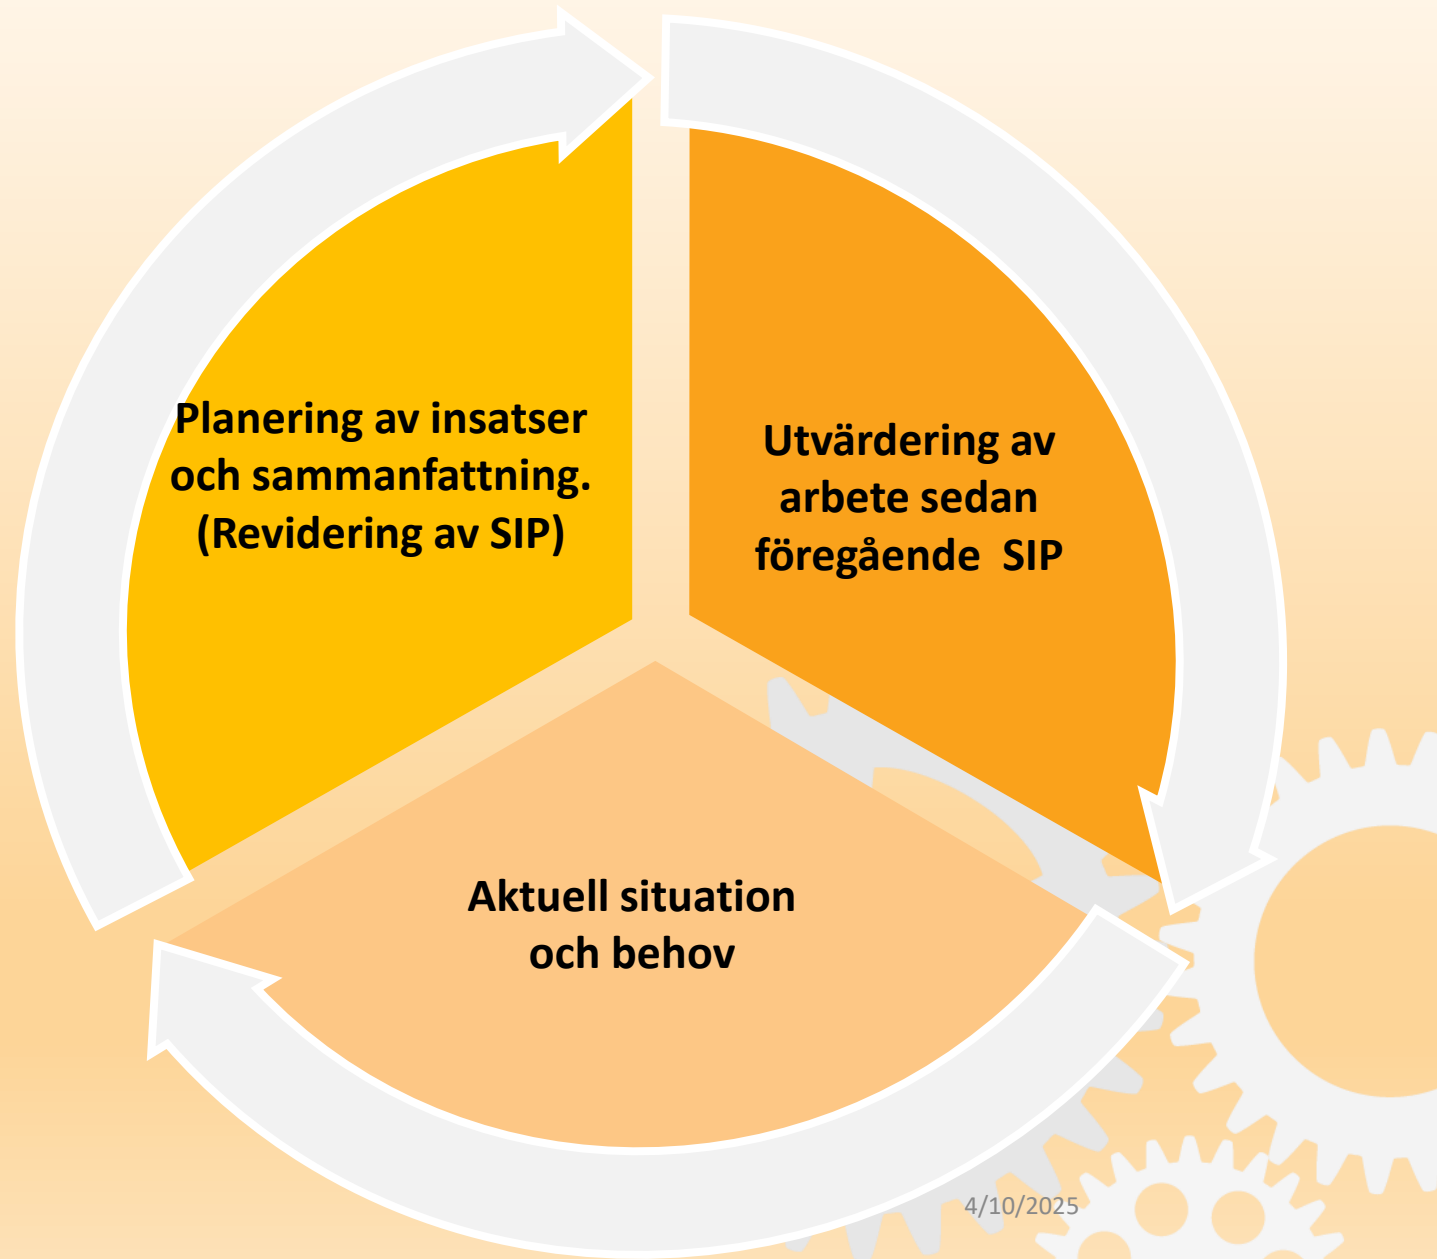 Planering av insatser
och sammanfattning.
(Revidering av SIP)
Utvärdering av
arbete sedan
föregående  SIP
Aktuell situation
och behov
4/10/2025